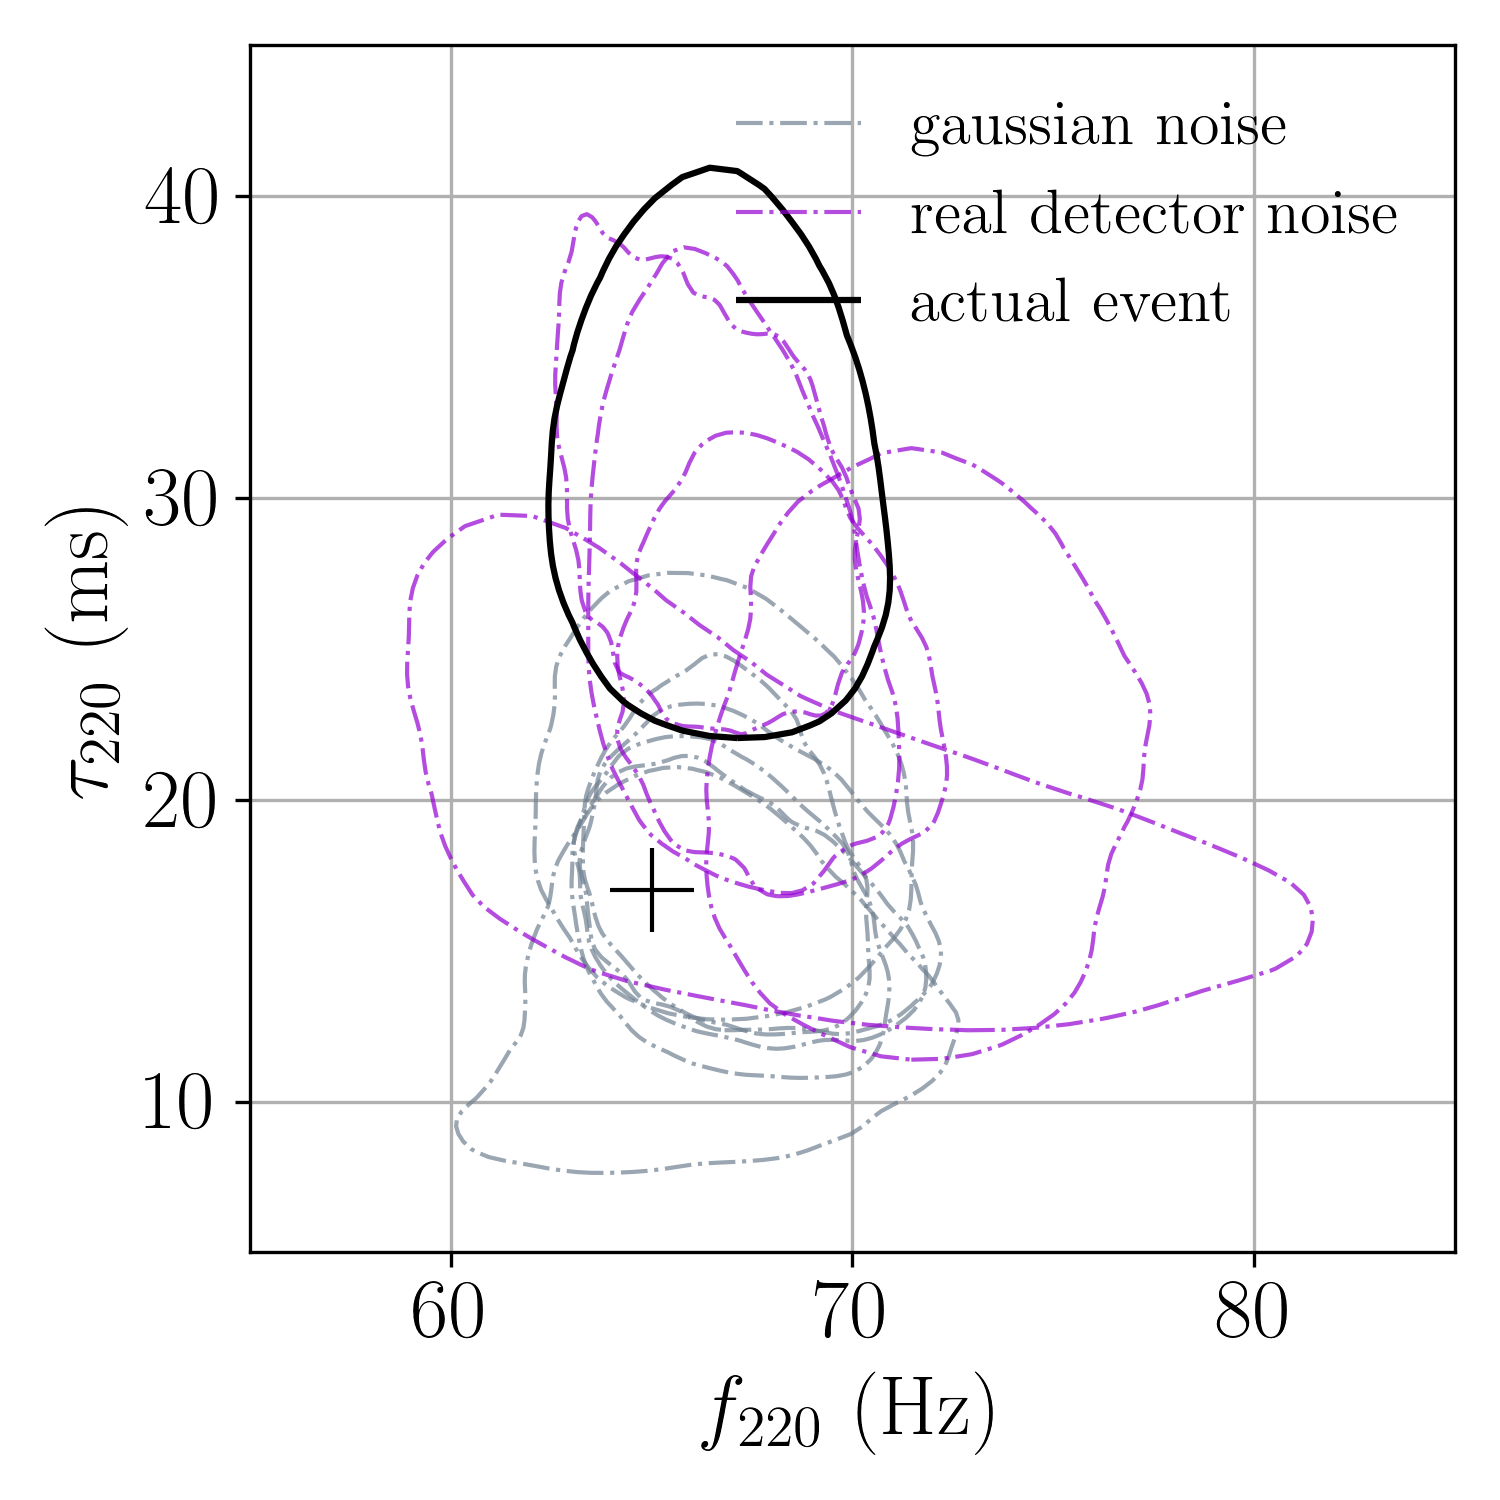 gaussian noise
real detector noise
actual event
40
30
20
10
τ220 (ms)
60 70 80
f220 (Hz)